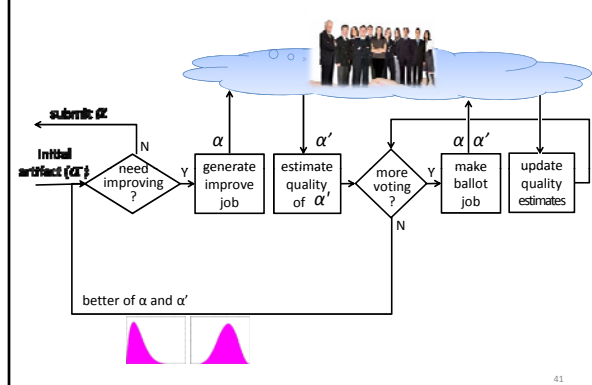 submit α
N
Initial
artifact (α)
need
improving
?
Y
generate
improve
job
α
α’
estimate
quality
of α’
more
voting
?
Y
N
make
ballot
job
α α’
update
quality
estimates
better of α and α’
41